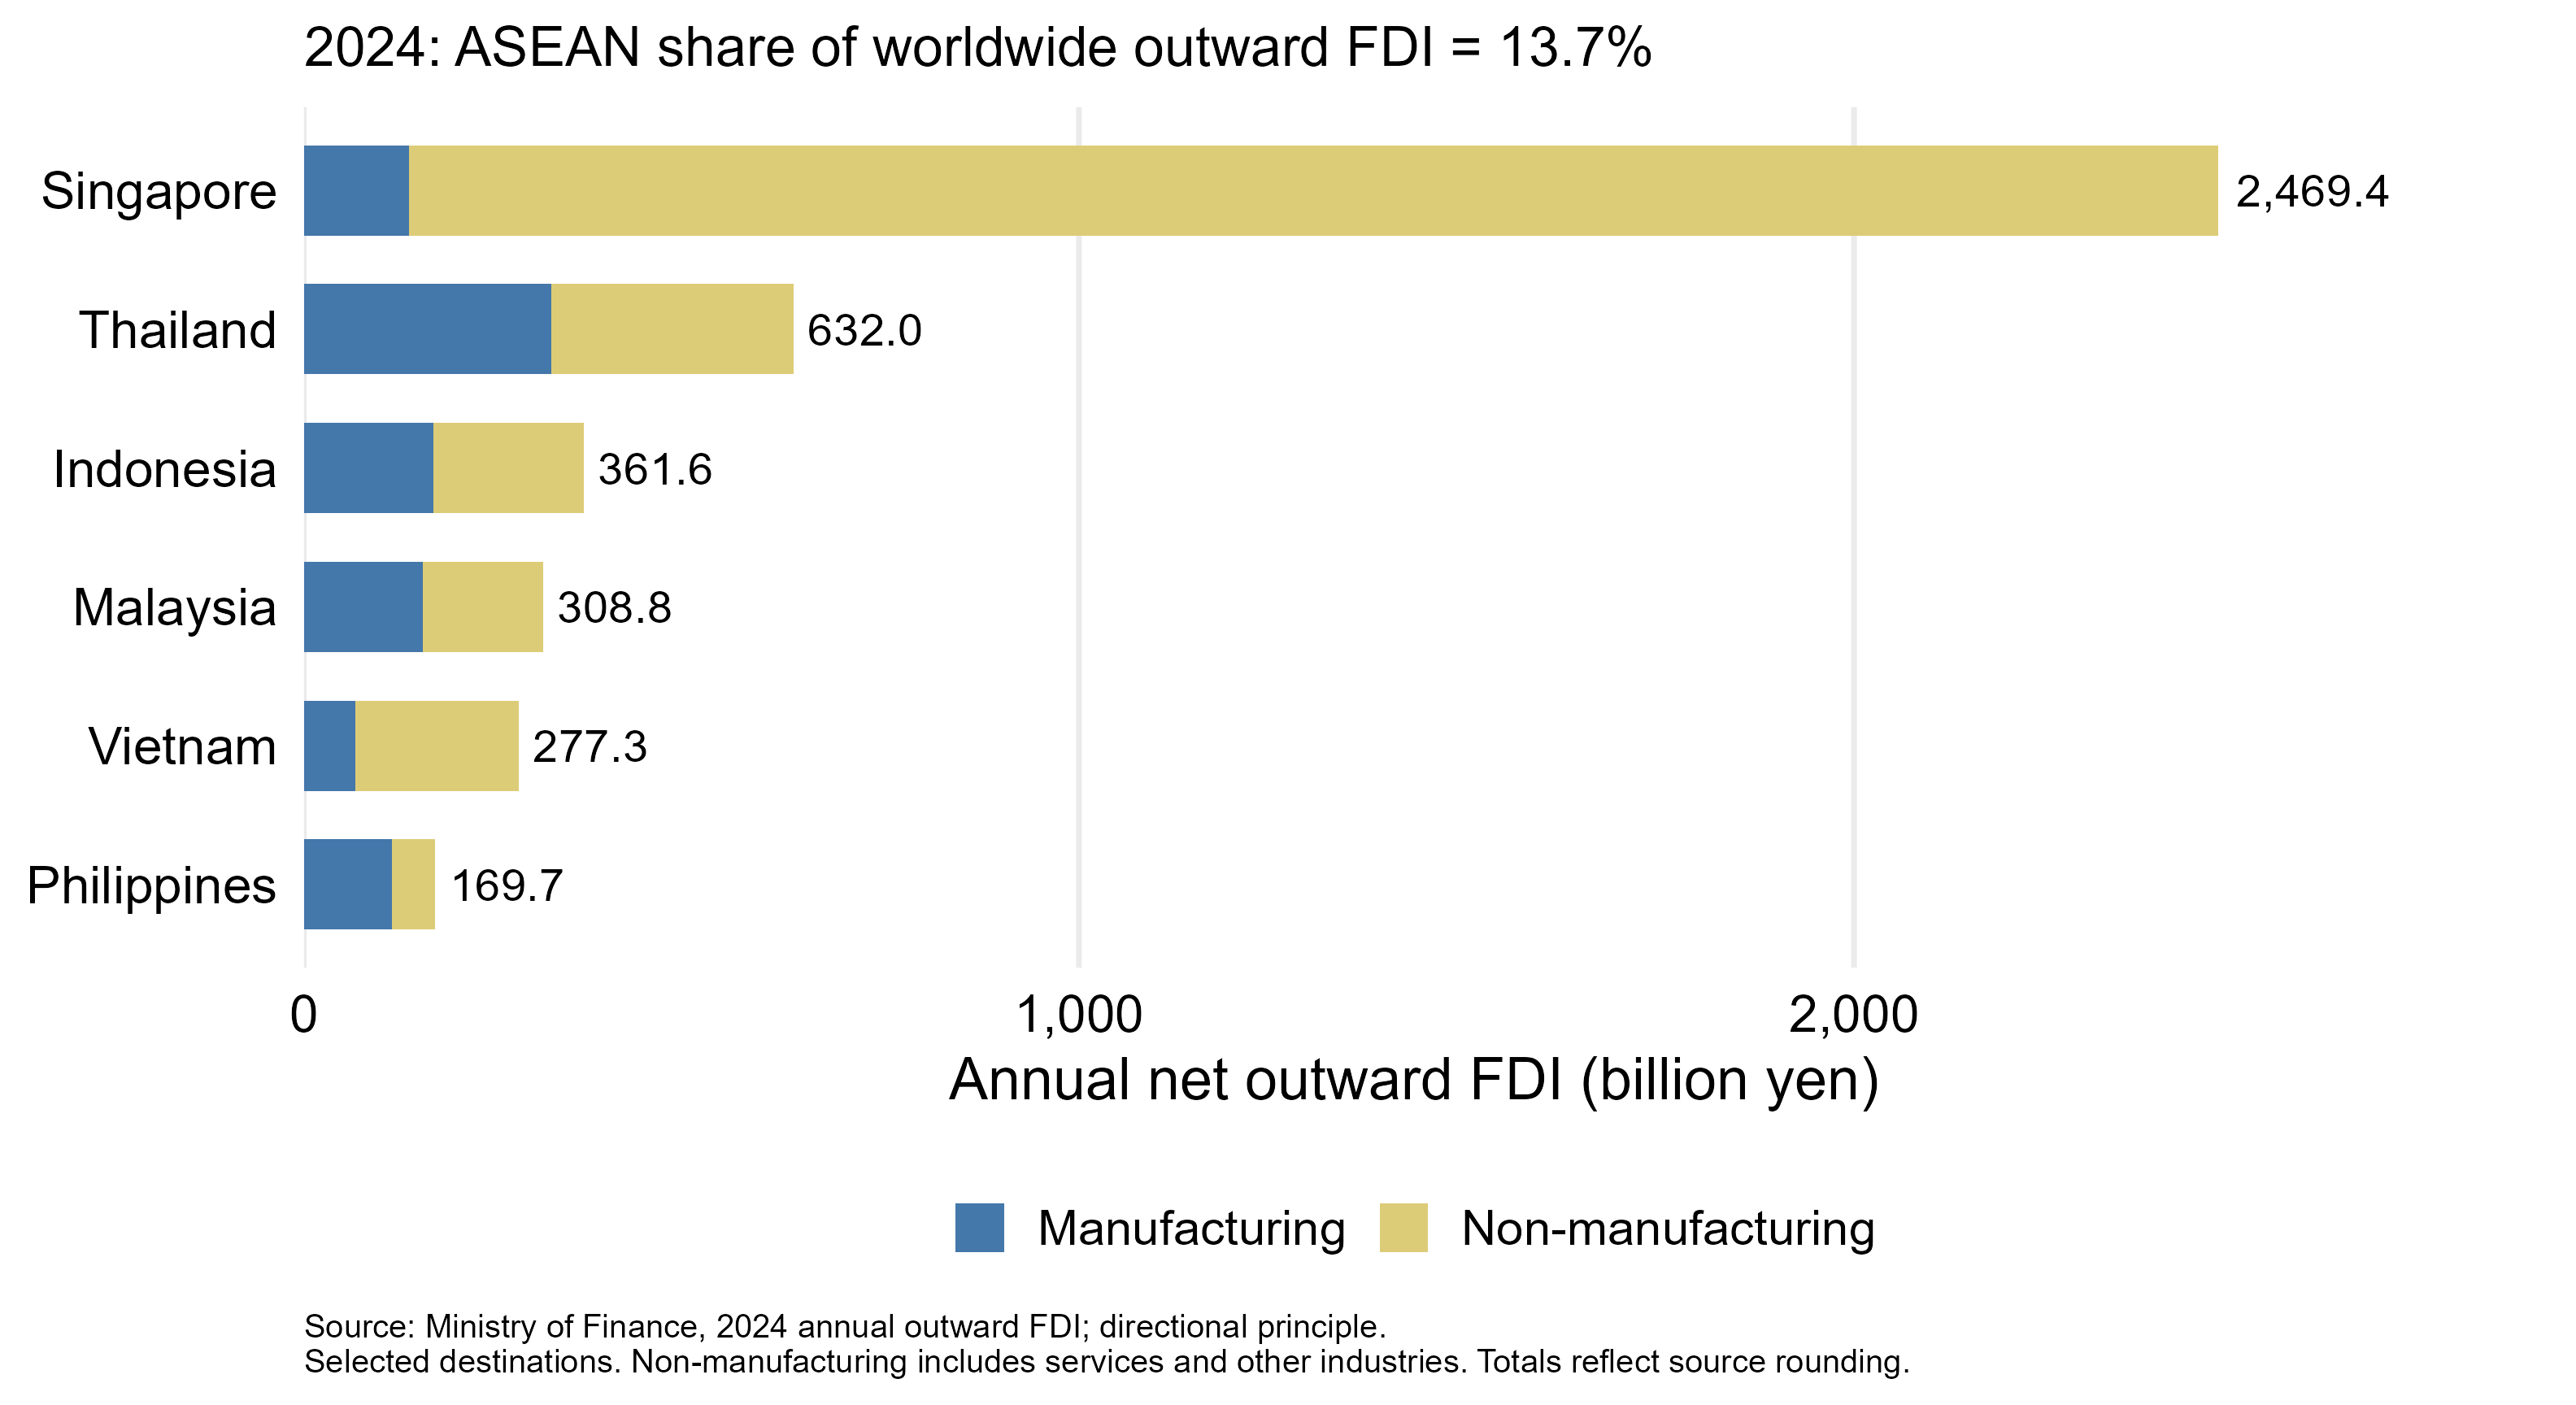 2024: ASEAN share of worldwide outward FDI = 13.7%
Singapore 2,469.4
Thailand 632.0
Indonesia 361.6
Malaysia 308.8
Vietnam 277.3
Philippines 169.7
0 1,000 2,000
Annual net outward FDI (billion yen)
Manufacturing Non-manufacturing
Source: Ministry of Finance, 2024 annual outward FDI; directional principle.
Selected destinations. Non-manufacturing includes services and other industries. Totals reflect source rounding.